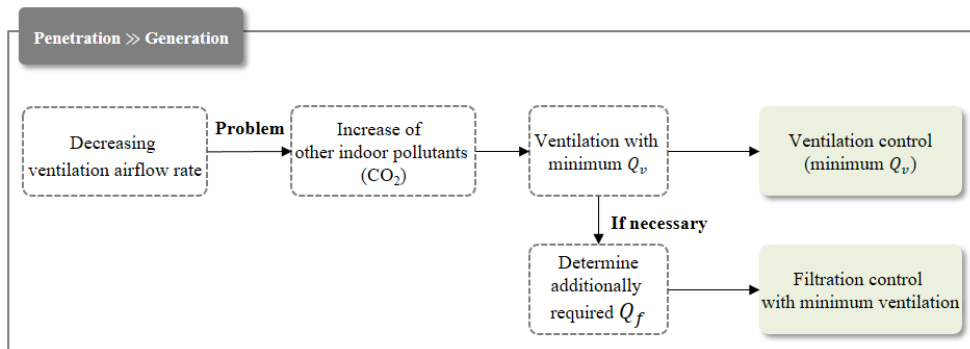 Penetration ≫ Generation
Decreasing
ventilation airflow rate
Problem
Increase of
other indoor pollutants
(CO₂)
Ventilation with
minimum Qᵥ
Ventilation control
(minimum Qᵥ)
If necessary
Determine
additionally
required Q_f
Filtration control
with minimum ventilation